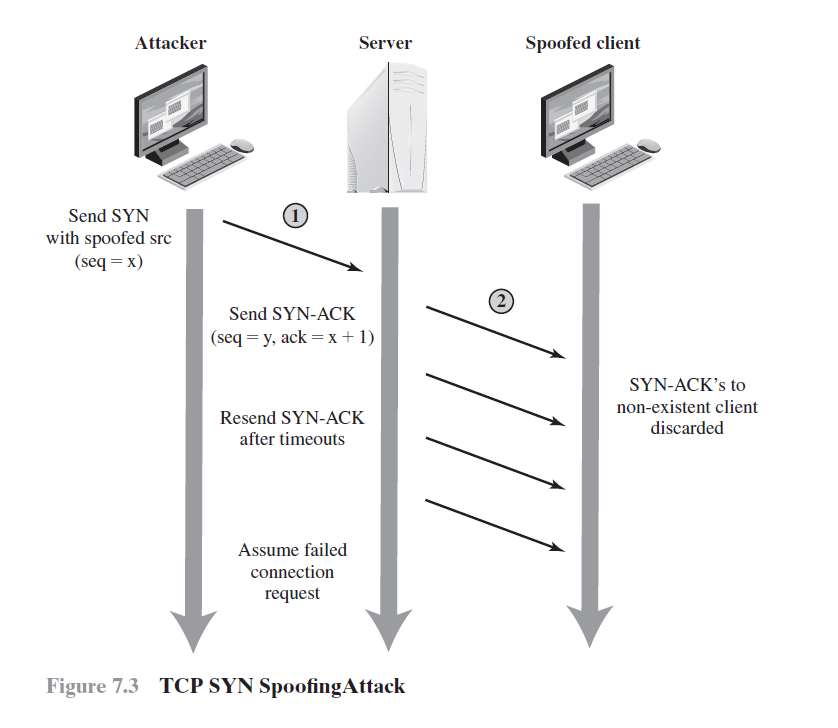 Attacker
Server
Spoofed client
Send SYN
with spoofed src
(seq = x)
1
Send SYN-ACK
(seq = y, ack = x + 1)
2
SYN-ACK’s to
non-existent client
discarded
Resend SYN-ACK
after timeouts
Assume failed
connection
request
Figure 7.3 TCP SYN SpoofingAttack